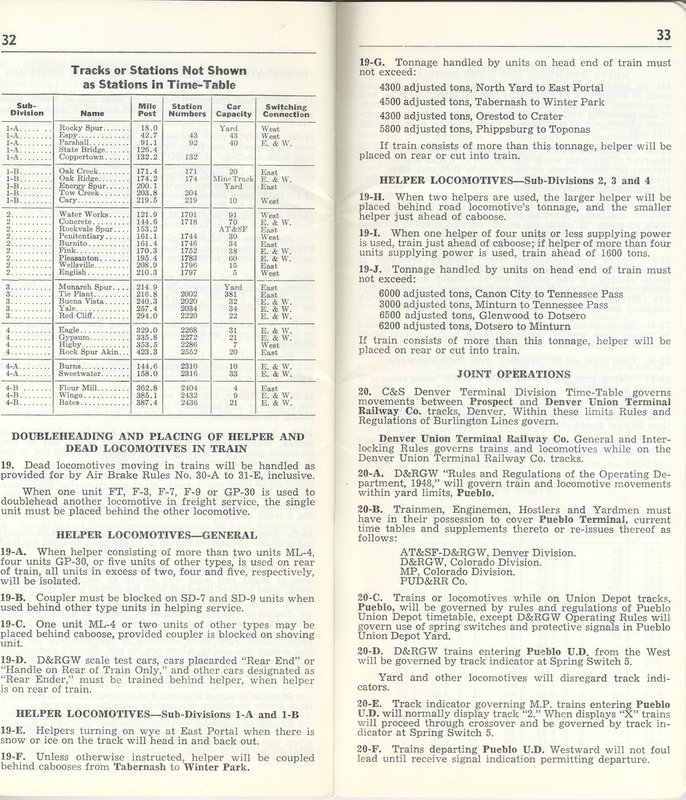 32
Tracks or Stations Not Shown
as Stations in Time-Table
Sub-Division Name Mile Post Station Numbers Car Capacity Switching Connection
1-A...... Rocky Spur...... 18.0 Yard West
1-A...... Espy............ 42.7 43 43 West
1-A...... Parshall........ 91.1 92 40 E. & W.
1-A...... State Bridge.... 126.4
1-A...... Coppertown...... 132.2 132
1-B...... Oak Creek....... 171.4 171 20 East
1-B...... Oak Ridge....... 174.2 174 Mine Track E. & W.
1-B...... Energy Spur..... 200.1 Yard East
1-B...... Tow Creek....... 203.8 204
1-B...... Cary............ 219.5 219 10 West
2........ Water Works..... 121.9 1701 91 West
2........ Concrete........ 144.6 1718 70 E. & W.
2........ Rockvale Spur... 153.2 AT&SF East
2........ Penitentiary.... 161.1 1744 30 West
2........ Burnito......... 161.4 1746 34 East
2........ Fink............ 170.3 1752 38 E. & W.
2........ Pleasanton...... 195.4 1783 60 E. & W.
2........ Wellsville...... 208.9 1796 15 East
2........ English......... 210.3 1797 5 West
3........ Monarch Spur.... 214.9 Yard East
3........ Tie Plant....... 216.8 2002 381 East
3........ Buena Vista..... 240.3 2020 32 E. & W.
3........ Yale............ 257.4 2034 34 E. & W.
3........ Red Cliff....... 294.0 2220 22 E. & W.
4........ Eagle........... 329.0 2268 31 E. & W.
4........ Gypsum.......... 335.8 2272 21 E. & W.
4........ Higby........... 353.5 2286 7 West
4........ Rock Spur Akin.. 423.3 2552 20 East
4-A...... Burns........... 144.6 2310 10 E. & W.
4-A...... Sweetwater...... 158.0 2316 33 E. & W.
4-B...... Flour Mill...... 362.8 2404 4 East
4-B...... Wingo........... 385.1 2432 9 E. & W.
4-B...... Bates........... 387.4 2436 21 E. & W.
DOUBLEHEADING AND PLACING OF HELPER AND
DEAD LOCOMOTIVES IN TRAIN
19. Dead locomotives moving in trains will be handled as
provided for by Air Brake Rules No. 30-A to 31-E, inclusive.
When one unit FT, F-3, F-7, F-9 or GP-30 is used to
doublehead another locomotive in freight service, the single
unit must be placed behind the other locomotive.
HELPER LOCOMOTIVES—GENERAL
19-A. When helper consisting of more than two units ML-4,
four units GP-30, or five units of other types, is used on rear
of train, all units in excess of two, four and five, respectively,
will be isolated.
19-B. Coupler must be blocked on SD-7 and SD-9 units when
used behind other type units in helping service.
19-C. One unit ML-4 or two units of other types may be
placed behind caboose, provided coupler is blocked on shoving
unit.
19-D. D&RGW scale test cars, cars placarded "Rear End" or
"Handle on Rear of Train Only," and other cars designated as
"Rear Ender," must be trained behind helper, when helper
is on rear of train.
HELPER LOCOMOTIVES—Sub-Divisions 1-A and 1-B
19-E. Helpers turning on wye at East Portal when there is
snow or ice on the track will head in and back out.
19-F. Unless otherwise instructed, helper will be coupled
behind cabooses from Tabernash to Winter Park.
33
19-G. Tonnage handled by units on head end of train must
not exceed:
4300 adjusted tons, North Yard to East Portal
4500 adjusted tons, Tabernash to Winter Park
4300 adjusted tons, Orestod to Crater
5800 adjusted tons, Phippsburg to Toponas
If train consists of more than this tonnage, helper will be
placed on rear or cut into train.
HELPER LOCOMOTIVES—Sub-Divisions 2, 3 and 4
19-H. When two helpers are used, the larger helper will be
placed behind road locomotive's tonnage, and the smaller
helper just ahead of caboose.
19-I. When one helper of four units or less supplying power
is used, train just ahead of caboose; if helper of more than four
units supplying power is used, train ahead of 1600 tons.
19-J. Tonnage handled by units on head end of train must
not exceed:
6000 adjusted tons, Canon City to Tennessee Pass
3000 adjusted tons, Minturn to Tennessee Pass
6500 adjusted tons, Glenwood to Dotsero
6200 adjusted tons, Dotsero to Minturn
If train consists of more than this tonnage, helper will be
placed on rear or cut into train.
JOINT OPERATIONS
20. C&S Denver Terminal Division Time-Table governs
movements between Prospect and Denver Union Terminal
Railway Co. tracks, Denver. Within these limits Rules and
Regulations of Burlington Lines govern.
Denver Union Terminal Railway Co. General and Inter-
locking Rules governs trains and locomotives while on the
Denver Union Terminal Railway Co. tracks.
20-A. D&RGW "Rules and Regulations of the Operating De-
partment, 1948," will govern train and locomotive movements
within yard limits, Pueblo.
20-B. Trainmen, Enginemen, Hostlers and Yardmen must
have in their possession to cover Pueblo Terminal, current
time tables and supplements thereto or re-issues thereof as
follows:
AT&SF-D&RGW, Denver Division.
D&RGW, Colorado Division.
MP, Colorado Division.
PUD&RR Co.
20-C. Trains or locomotives while on Union Depot tracks,
Pueblo, will be governed by rules and regulations of Pueblo
Union Depot timetable, except D&RGW Operating Rules will
govern use of spring switches and protective signals in Pueblo
Union Depot Yard.
20-D. D&RGW trains entering Pueblo U.D. from the West
will be governed by track indicator at Spring Switch 5.
Yard and other locomotives will disregard track indi-
cators.
20-E. Track indicator governing M.P. trains entering Pueblo
U.D. will normally display track "2." When displays "X" trains
will proceed through crossover and be governed by track in-
dicator at Spring Switch 5.
20-F. Trains departing Pueblo U.D. Westward will not foul
lead until receive signal indication permitting departure.